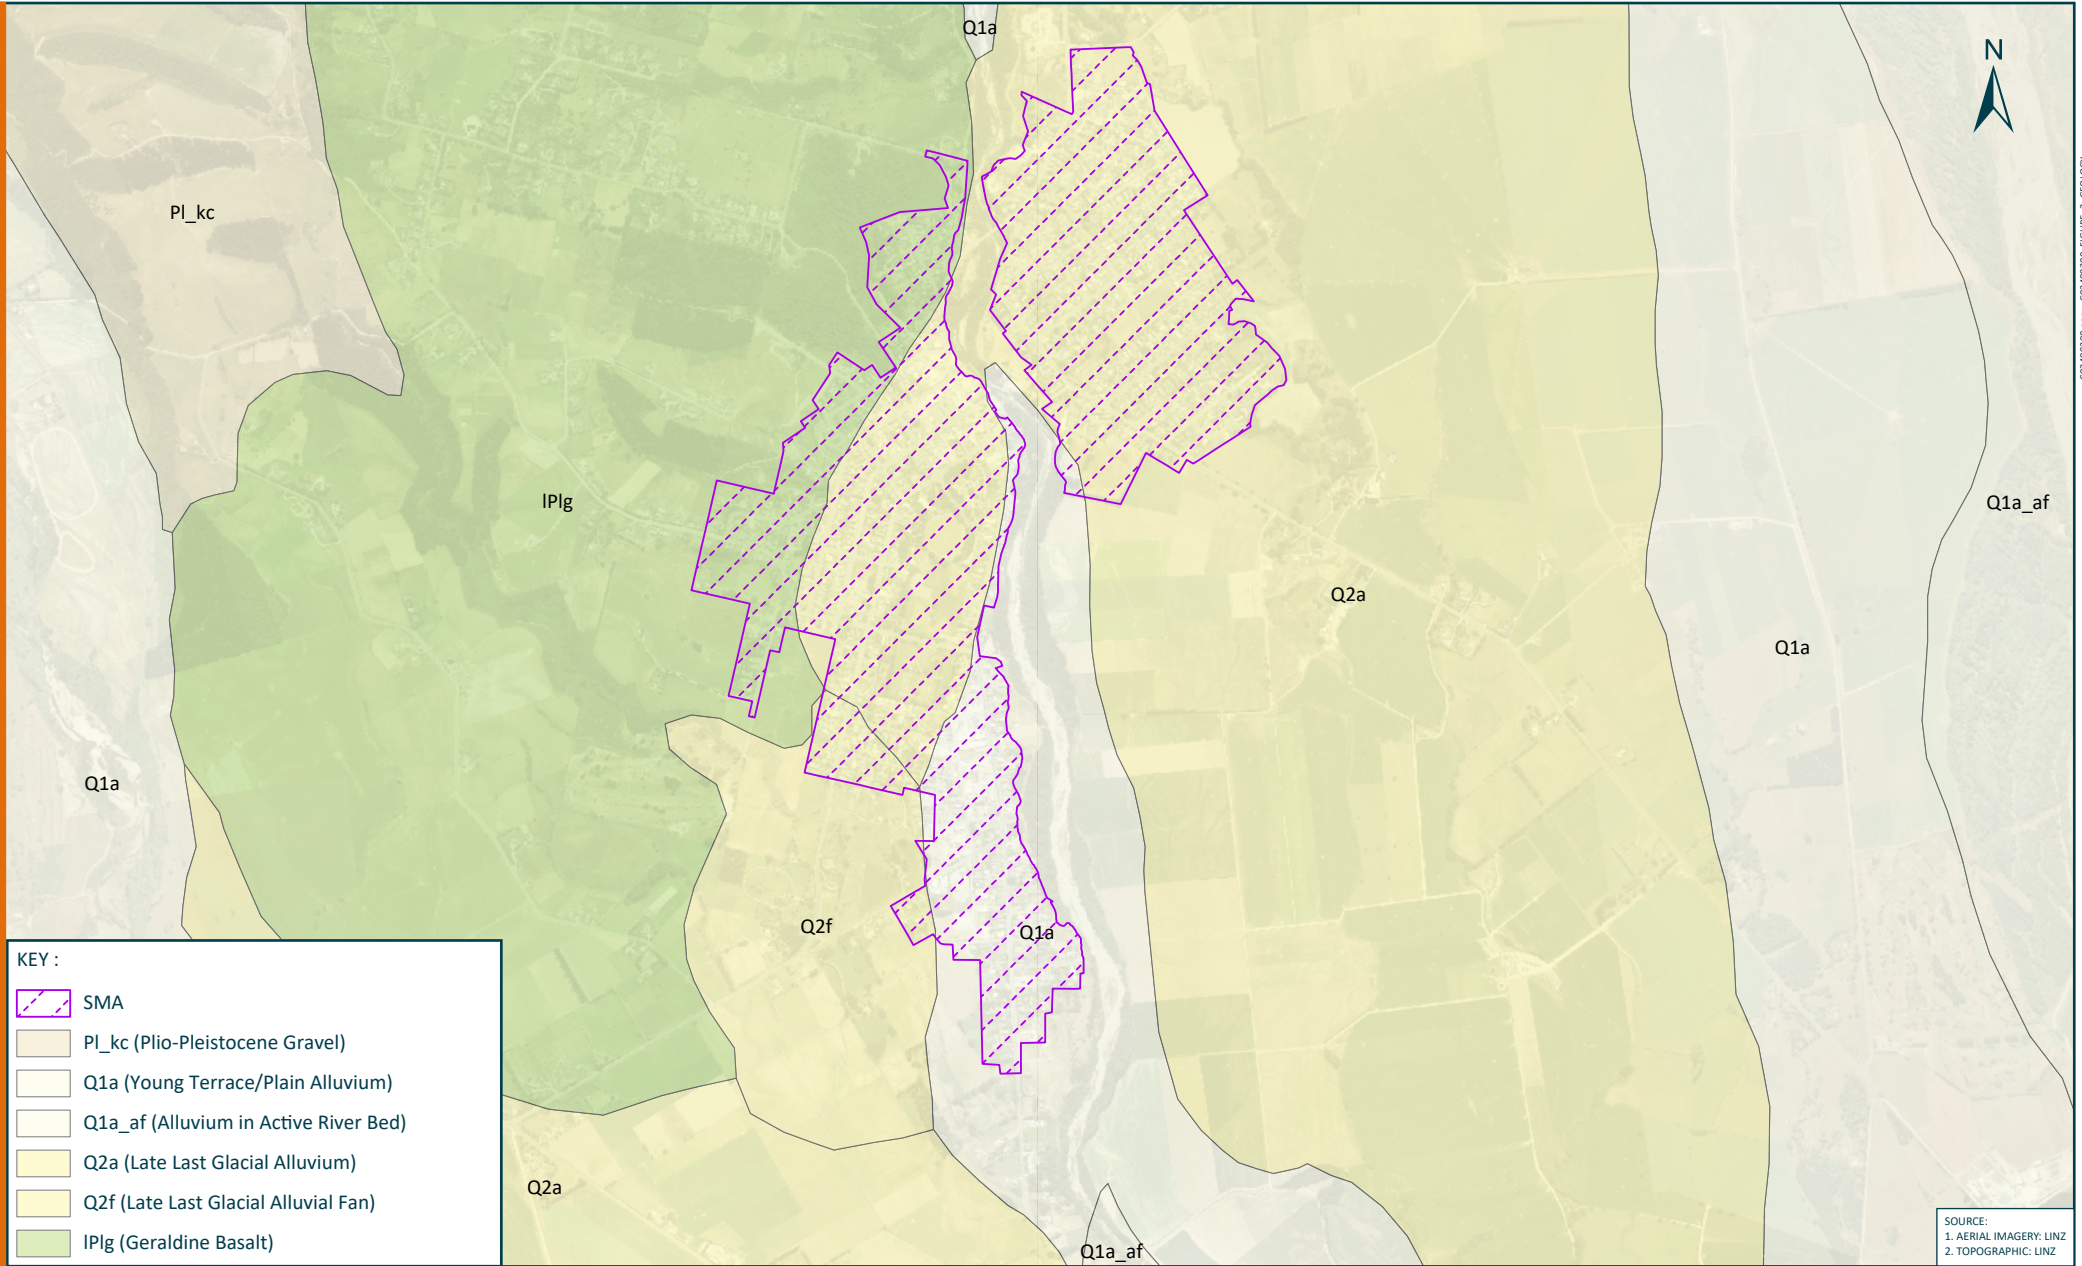 Q1a
N
Pl_kc
lPlg
Q1a_af
Q2a
Q1a
Q1a
Q2f
Q1a
Q2a
Q1a_af
KEY :
SMA
Pl_kc (Plio-Pleistocene Gravel)
Q1a (Young Terrace/Plain Alluvium)
Q1a_af (Alluvium in Active River Bed)
Q2a (Late Last Glacial Alluvium)
Q2f (Late Last Glacial Alluvial Fan)
lPlg (Geraldine Basalt)
SOURCE:
1. AERIAL IMAGERY: LINZ
2. TOPOGRAPHIC: LINZ